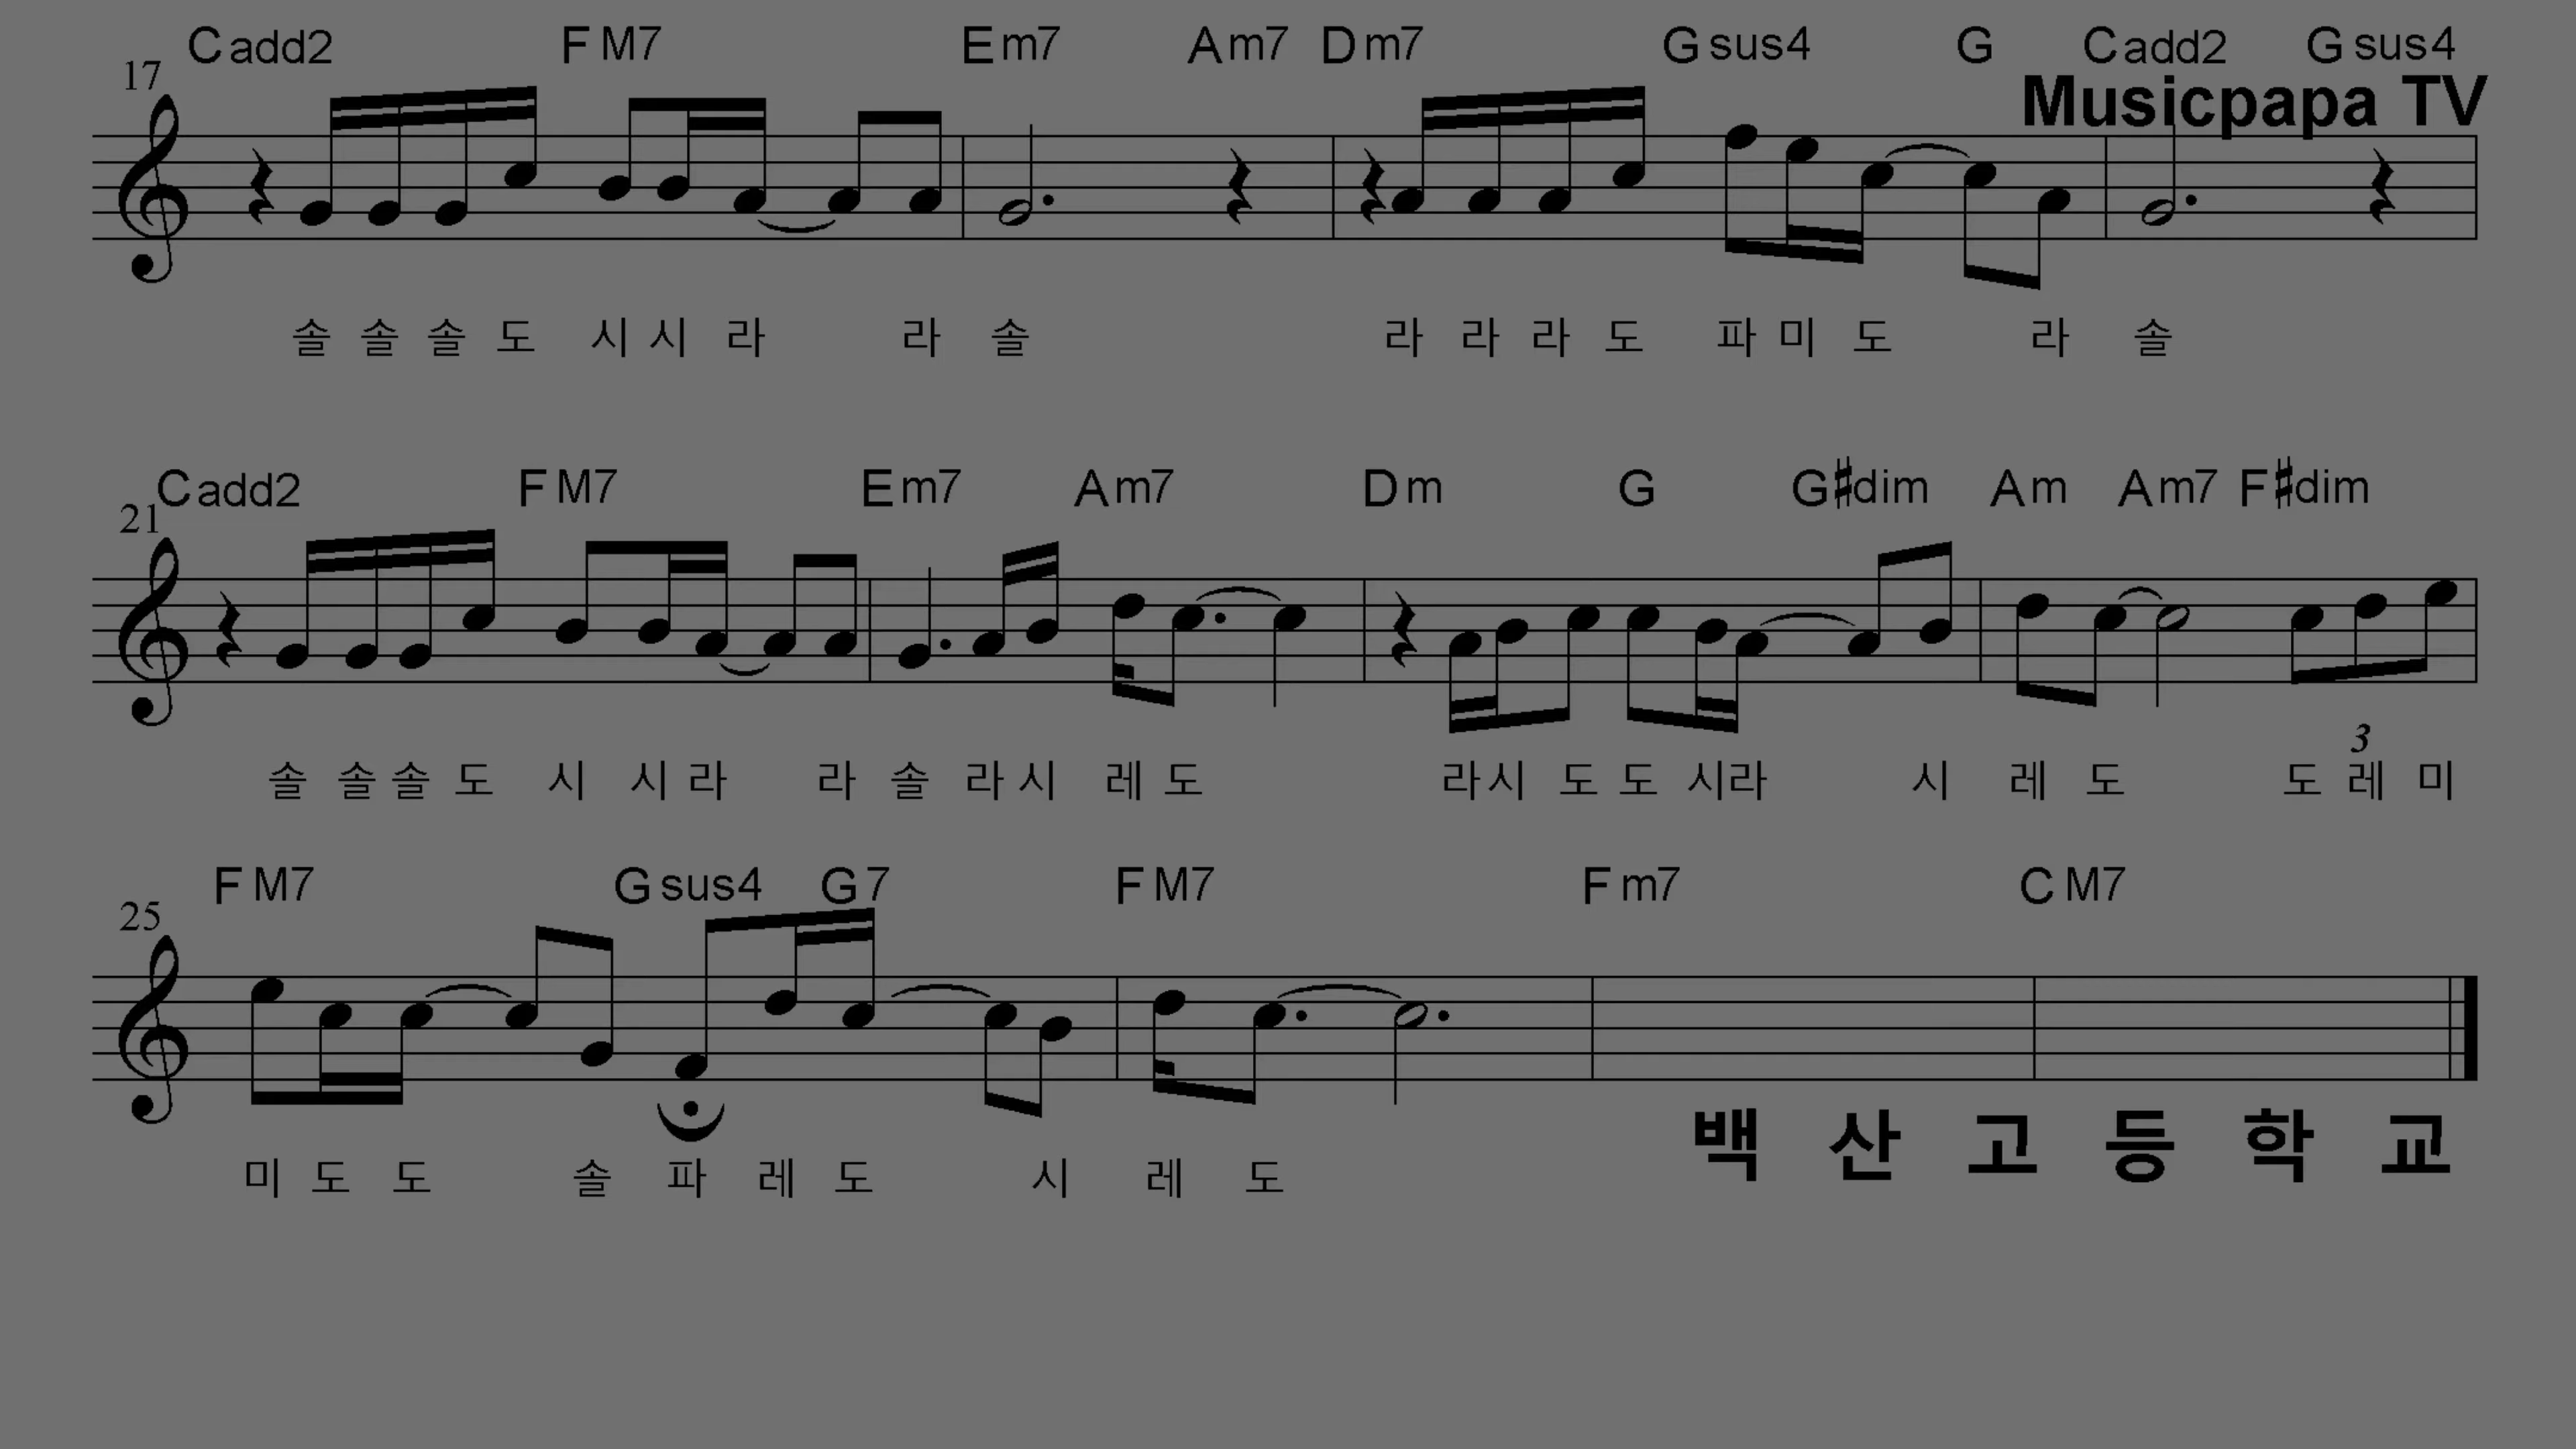 Cadd2 FM7 Em7 Am7 Dm7 Gsus4 G Cadd2 Gsus4
17
Musicpapa TV
솔 솔 솔 도 시 시 라 라 솔 라 라 라 도 파 미 도 라 솔
Cadd2 FM7 Em7 Am7 Dm G G♯dim Am Am7 F♯dim
21
3
솔 솔 솔 도 시 시 라 라 솔 라 시 레 도 라 시 도 도 시 라 시 레 도 도 레 미
FM7 Gsus4 G7 FM7 Fm7 CM7
25
백 산 고 등 학 교
미 도 도 솔 파 레 도 시 레 도